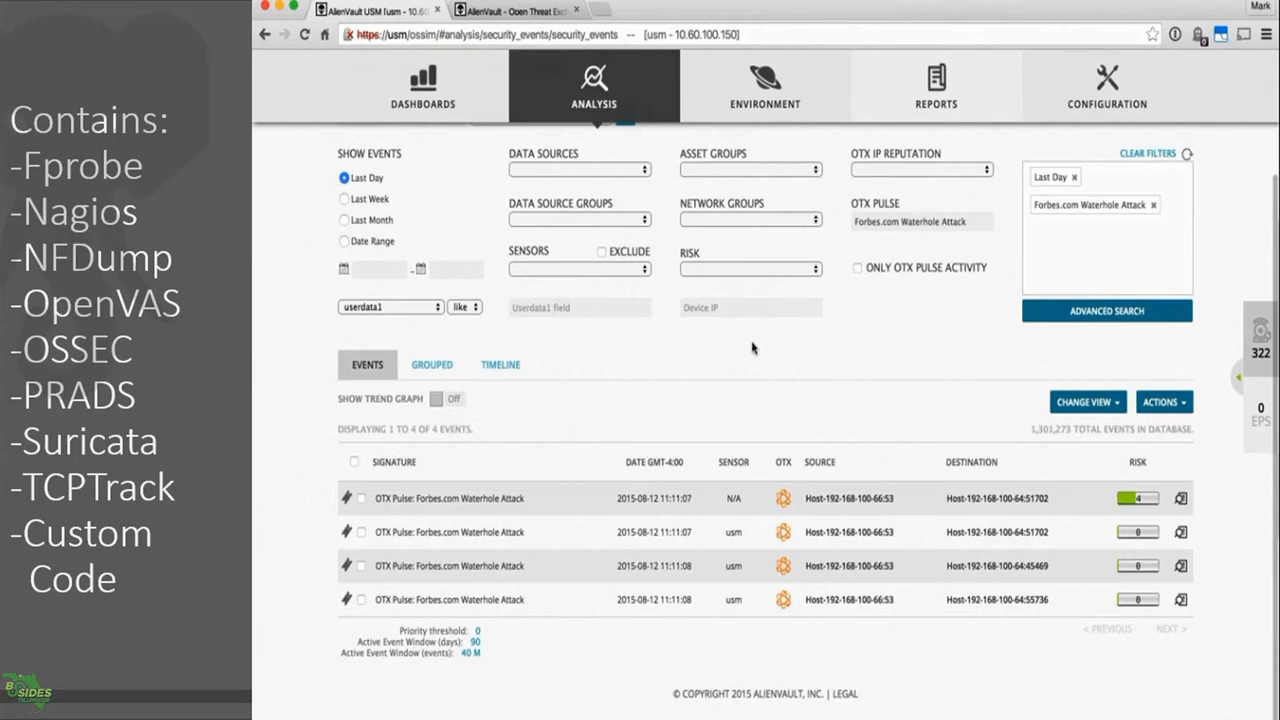 Contains:
-Fprobe
-Nagios
-NFDump
-OpenVAS
-OSSEC
-PRADS
-Suricata
-TCPTrack
-Custom
Code
BSIDES
AlienVault USM [usm - 10.60
AlienVault - Open Threat Exch
Mark
https://usm/ossim/#analysis/security_events/security_events -- [usm - 10.60.100.150]
DASHBOARDS ANALYSIS ENVIRONMENT REPORTS CONFIGURATION
SHOW EVENTS DATA SOURCES ASSET GROUPS OTX IP REPUTATION CLEAR FILTERS
Last Day
Last Week
Last Month
Date Range
DATA SOURCE GROUPS NETWORK GROUPS OTX PULSE
Forbes.com Waterhole Attack
SENSORS EXCLUDE RISK
ONLY OTX PULSE ACTIVITY
-
userdata1 like Userdata1 field Device IP
Last Day x
Forbes.com Waterhole Attack x
ADVANCED SEARCH
322
0
EPS
EVENTS GROUPED TIMELINE
SHOW TREND GRAPH Off
CHANGE VIEW ACTIONS
DISPLAYING 1 TO 4 OF 4 EVENTS. 1,301,273 TOTAL EVENTS IN DATABASE.
SIGNATURE DATE GMT-4:00 SENSOR OTX SOURCE DESTINATION RISK
OTX Pulse: Forbes.com Waterhole Attack 2015-08-12 11:11:07 N/A Host-192-168-100-66:53 Host-192-168-100-64:51702 4
OTX Pulse: Forbes.com Waterhole Attack 2015-08-12 11:11:07 usm Host-192-168-100-66:53 Host-192-168-100-64:51702 0
OTX Pulse: Forbes.com Waterhole Attack 2015-08-12 11:11:08 usm Host-192-168-100-66:53 Host-192-168-100-64:45469 0
OTX Pulse: Forbes.com Waterhole Attack 2015-08-12 11:11:08 usm Host-192-168-100-66:53 Host-192-168-100-64:55736 0
Priority threshold: 0
Active Event Window (days): 90
Active Event Window (events): 40 M
< PREVIOUS NEXT >
© COPYRIGHT 2015 ALIENVAULT, INC. | LEGAL